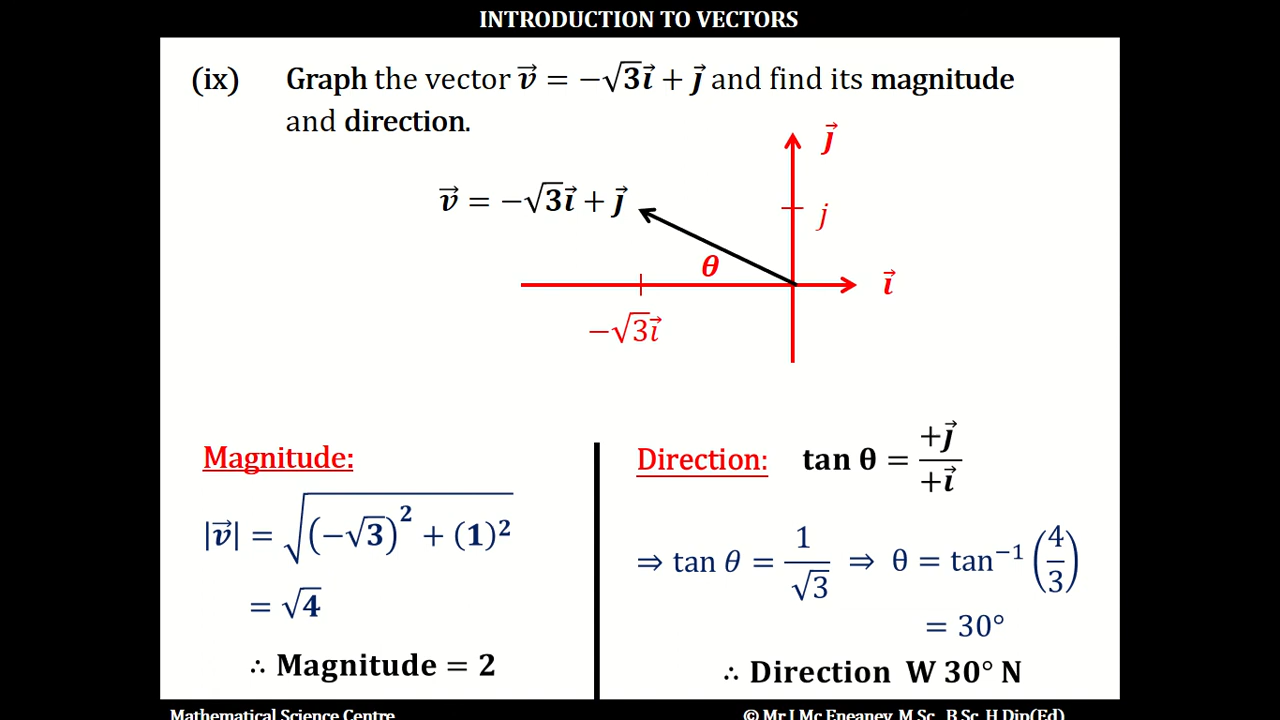 INTRODUCTION TO VECTORS
(ix) Graph the vector v⃗ = −√3i⃗ + j⃗ and find its magnitude
and direction.
j⃗
v⃗ = −√3i⃗ + j⃗
j
θ
i⃗
−√3i⃗
Magnitude:
|v⃗| = √((−√3)² + (1)²)
= √4
∴ Magnitude = 2
Direction: tan θ = +j⃗/+i⃗
⇒ tan θ = 1/√3 ⇒ θ = tan⁻¹(4/3)
= 30°
∴ Direction W 30° N
Mathematical Science Centre
© Mr J Mc Eneaney, M.Sc., B.Sc, H.Dip(Ed)